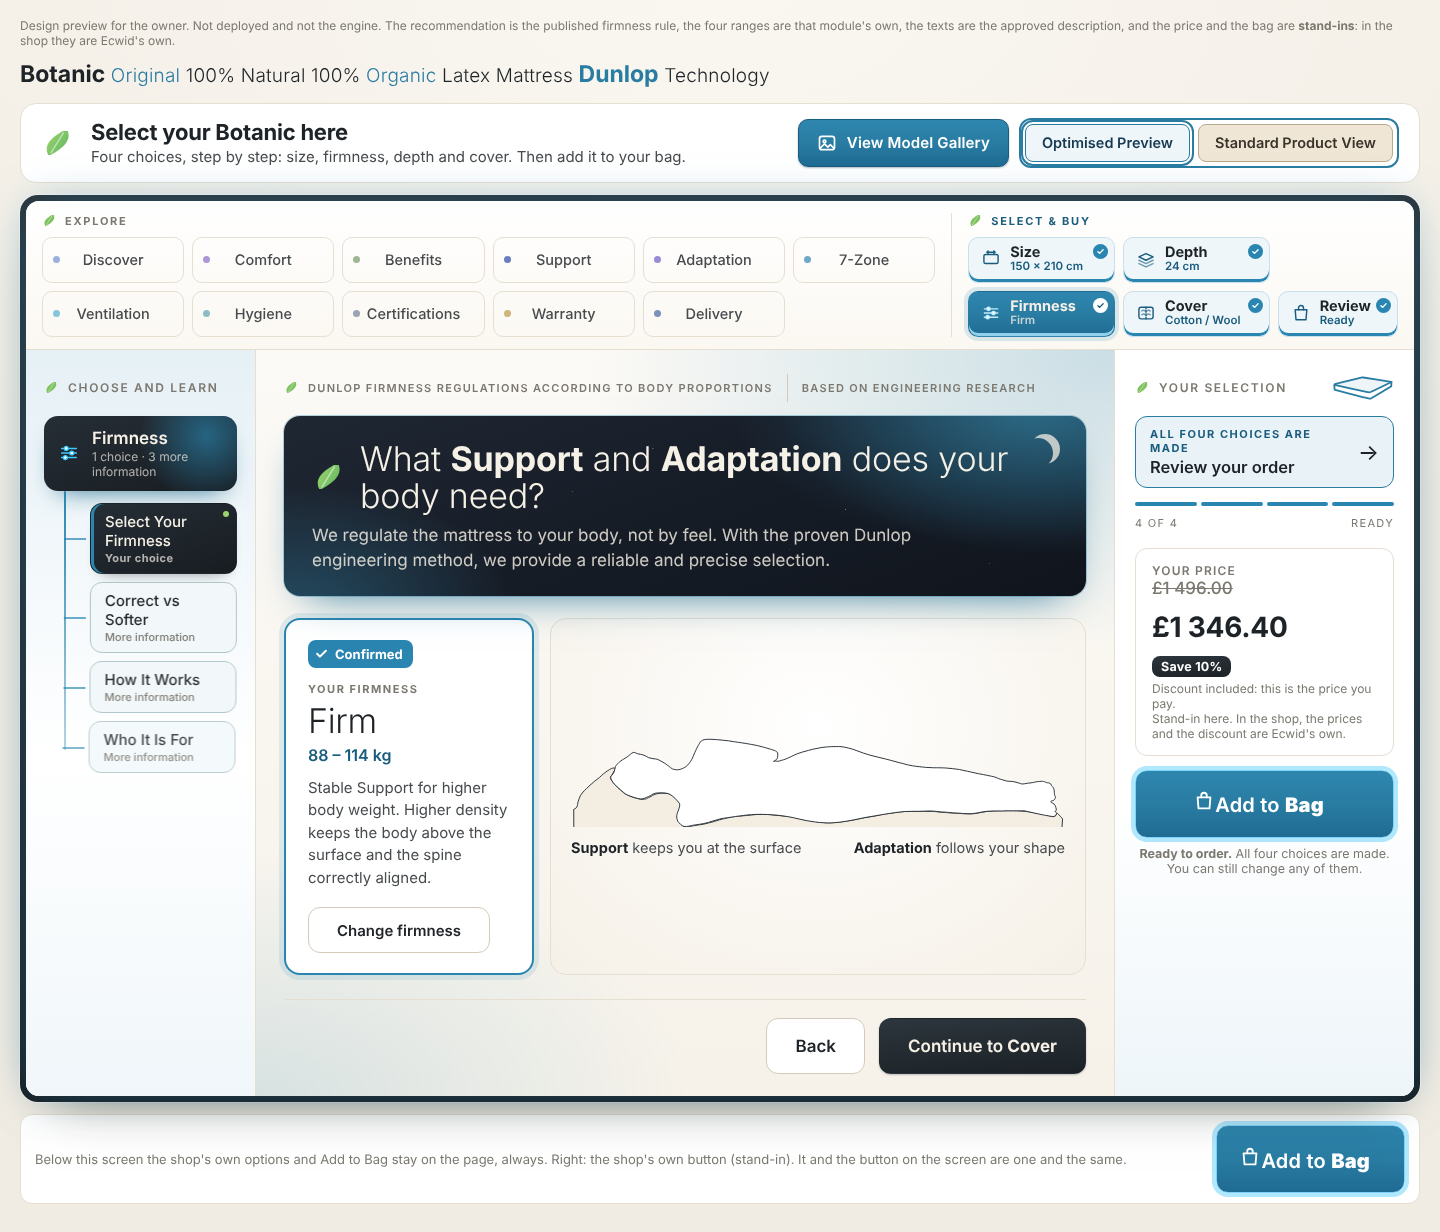 Design preview for the owner. Not deployed and not the engine. The recommendation is the published firmness rule, the four ranges are that module's own, the texts are the approved description, and the price and the bag are stand-ins: in the
shop they are Ecwid's own.
Botanic Original 100% Natural 100% Organic Latex Mattress Dunlop Technology
Select your Botanic here
Four choices, step by step: size, firmness, depth and cover. Then add it to your bag.
View Model Gallery
Optimised Preview
Standard Product View
EXPLORE
Discover
Comfort
Benefits
Support
Adaptation
7-Zone
Ventilation
Hygiene
Certifications
Warranty
Delivery
SELECT & BUY
Size
150 × 210 cm
Depth
24 cm
Firmness
Firm
Cover
Cotton / Wool
Review
Ready
CHOOSE AND LEARN
Firmness
1 choice · 3 more
information
Select Your
Firmness
Your choice
Correct vs
Softer
More information
How It Works
More information
Who It Is For
More information
DUNLOP FIRMNESS REGULATIONS ACCORDING TO BODY PROPORTIONS
BASED ON ENGINEERING RESEARCH
What Support and Adaptation does your
body need?
We regulate the mattress to your body, not by feel. With the proven Dunlop
engineering method, we provide a reliable and precise selection.
Confirmed
YOUR FIRMNESS
Firm
88 – 114 kg
Stable Support for higher
body weight. Higher density
keeps the body above the
surface and the spine
correctly aligned.
Change firmness
Support keeps you at the surface
Adaptation follows your shape
Back
Continue to Cover
YOUR SELECTION
ALL FOUR CHOICES ARE
MADE
Review your order
4 OF 4
READY
YOUR PRICE
£1 496.00
£1 346.40
Save 10%
Discount included: this is the price you
pay.
Stand-in here. In the shop, the prices
and the discount are Ecwid's own.
Add to Bag
Ready to order. All four choices are made.
You can still change any of them.
Below this screen the shop's own options and Add to Bag stay on the page, always. Right: the shop's own button (stand-in). It and the button on the screen are one and the same.
Add to Bag